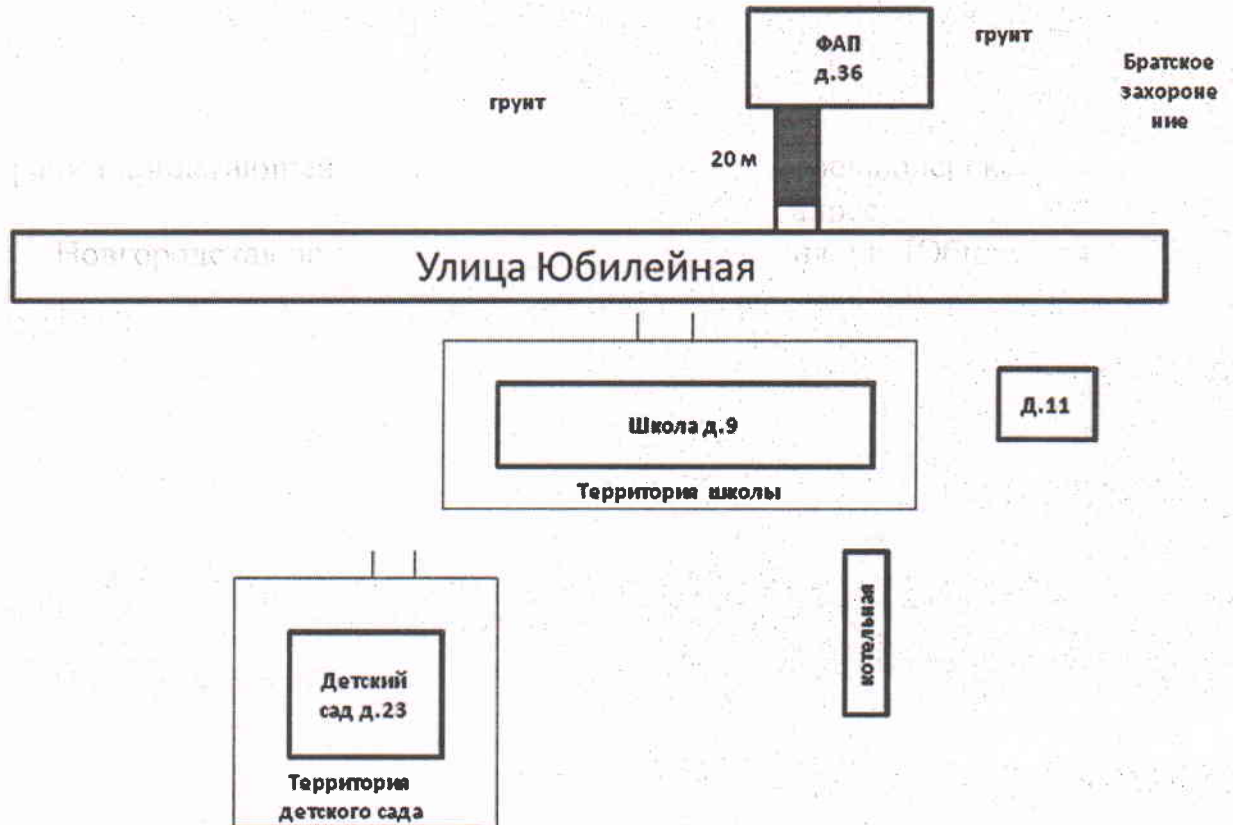 ФАП
д.36
грунт
грунт
Братское
захороне
ние
20 м
Улица Юбилейная
Школа д.9
Территория школы
Д.11
котельная
Детский
сад д.23
Территория
детского сада